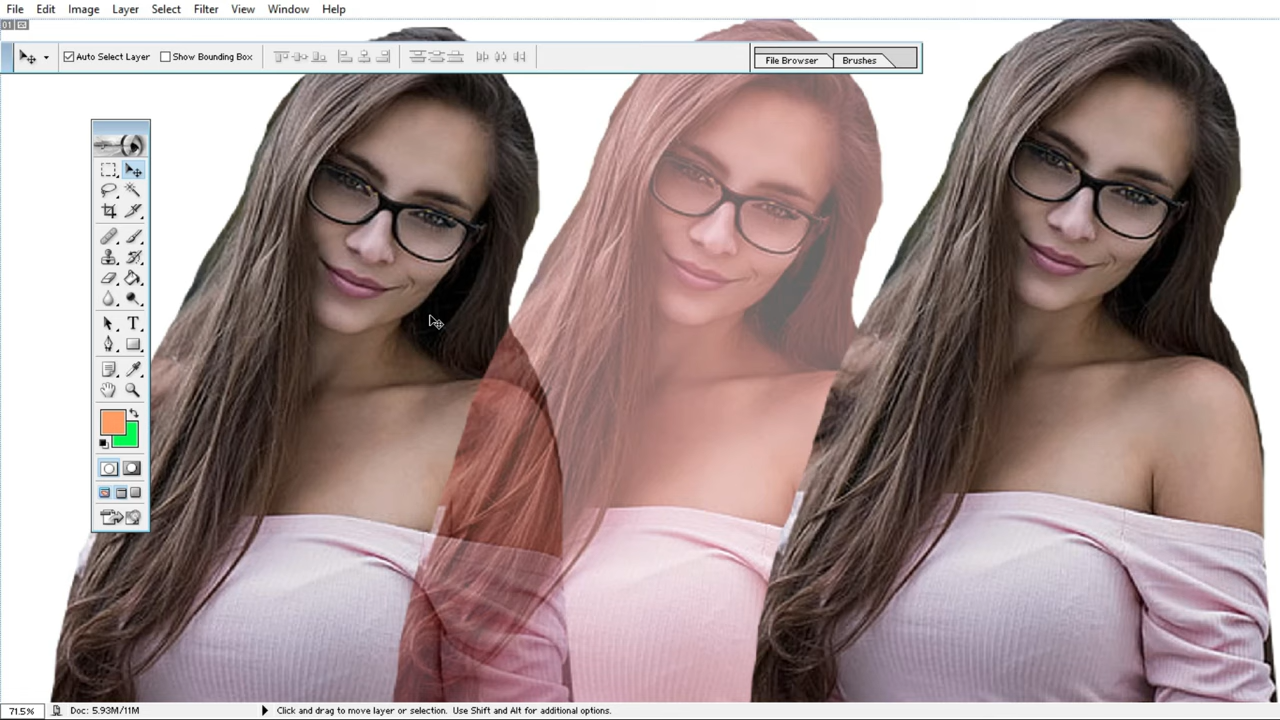 File Edit Image Layer Select Filter View Window Help
01
Auto Select Layer Show Bounding Box File Browser Brushes
T
71.5% Doc: 5.93M/11M Click and drag to move layer or selection. Use Shift and Alt for additional options.